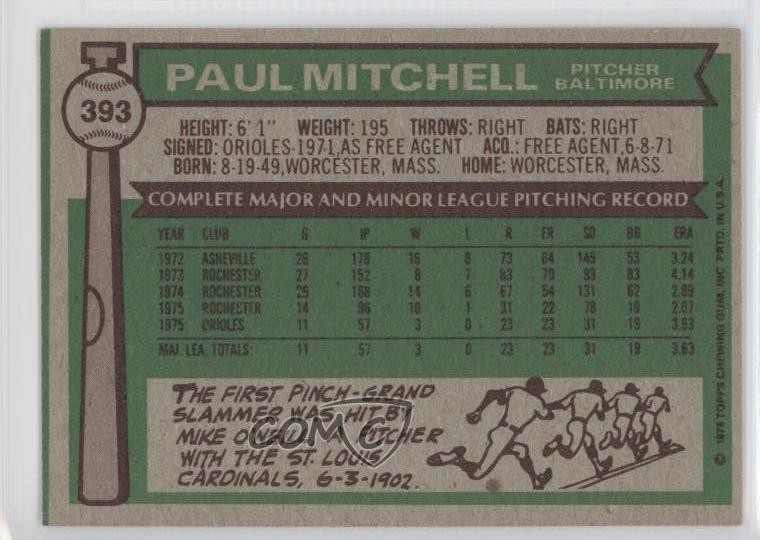 393
PAUL MITCHELL PITCHER
BALTIMORE
HEIGHT: 6' 1" WEIGHT: 195 THROWS: RIGHT BATS: RIGHT
SIGNED: ORIOLES-1971, AS FREE AGENT ACQ.: FREE AGENT, 6-8-71
BORN: 8-19-49, WORCESTER, MASS. HOME: WORCESTER, MASS.
COMPLETE MAJOR AND MINOR LEAGUE PITCHING RECORD
YEAR CLUB G IP W L R ER SO BB ERA
1972 ASHEVILLE 28 178 16 8 73 64 149 53 3.24
1973 ROCHESTER 27 152 8 7 83 70 93 83 4.14
1974 ROCHESTER 25 168 14 6 67 54 131 62 2.89
1975 ROCHESTER 14 96 10 1 31 22 78 19 2.07
1975 ORIOLES 11 57 3 0 23 23 31 19 3.63
MAJ. LEA. TOTALS: 11 57 3 0 23 23 31 19 3.63
THE FIRST PINCH-GRAND
SLAMMER WAS HIT BY
MIKE O'NEILL, A PITCHER
WITH THE ST. LOUIS
CARDINALS, 6-3-1902.
© 1976 TOPPS CHEWING GUM, INC. PRTD. IN U.S.A.
COMC